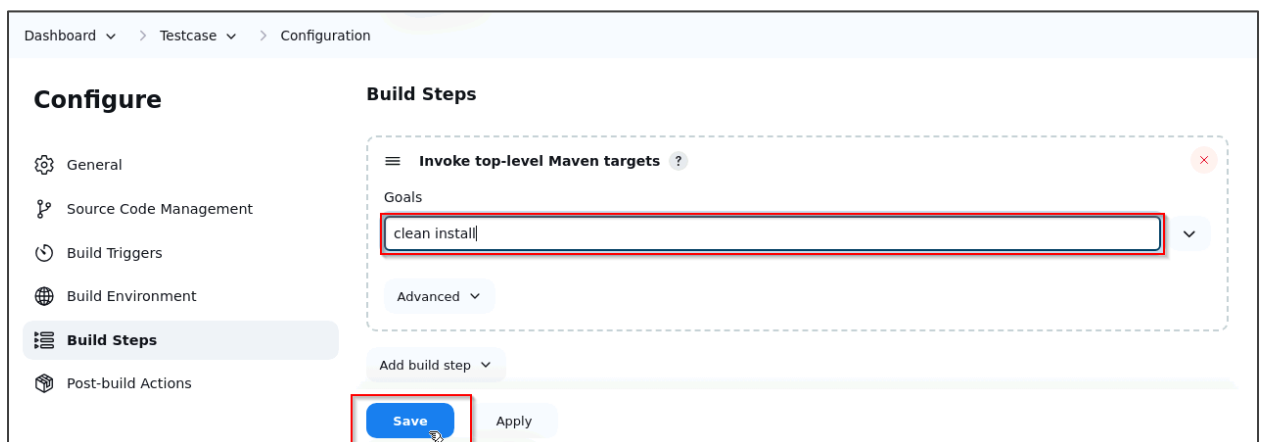 Dashboard > Testcase > Configuration
Configure
General
Source Code Management
Build Triggers
Build Environment
Build Steps
Post-build Actions
Build Steps
Invoke top-level Maven targets ?
Goals
clean install
Advanced
Add build step
Save Apply